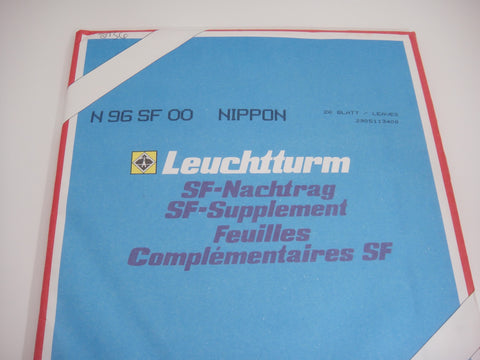 N 96 SF 00 NIPPON
26 BLATT / LEAVES
Leuchtturm
SF-Nachtrag
SF-Supplement
Feuilles
Complémentaires SF